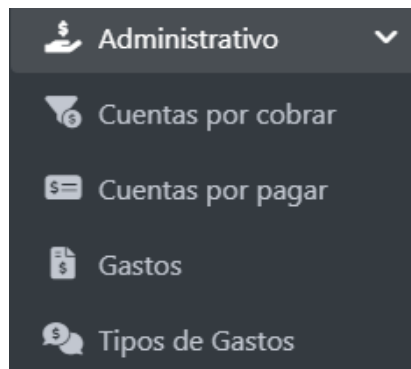 Administrativo
Cuentas por cobrar
Cuentas por pagar
Gastos
Tipos de Gastos